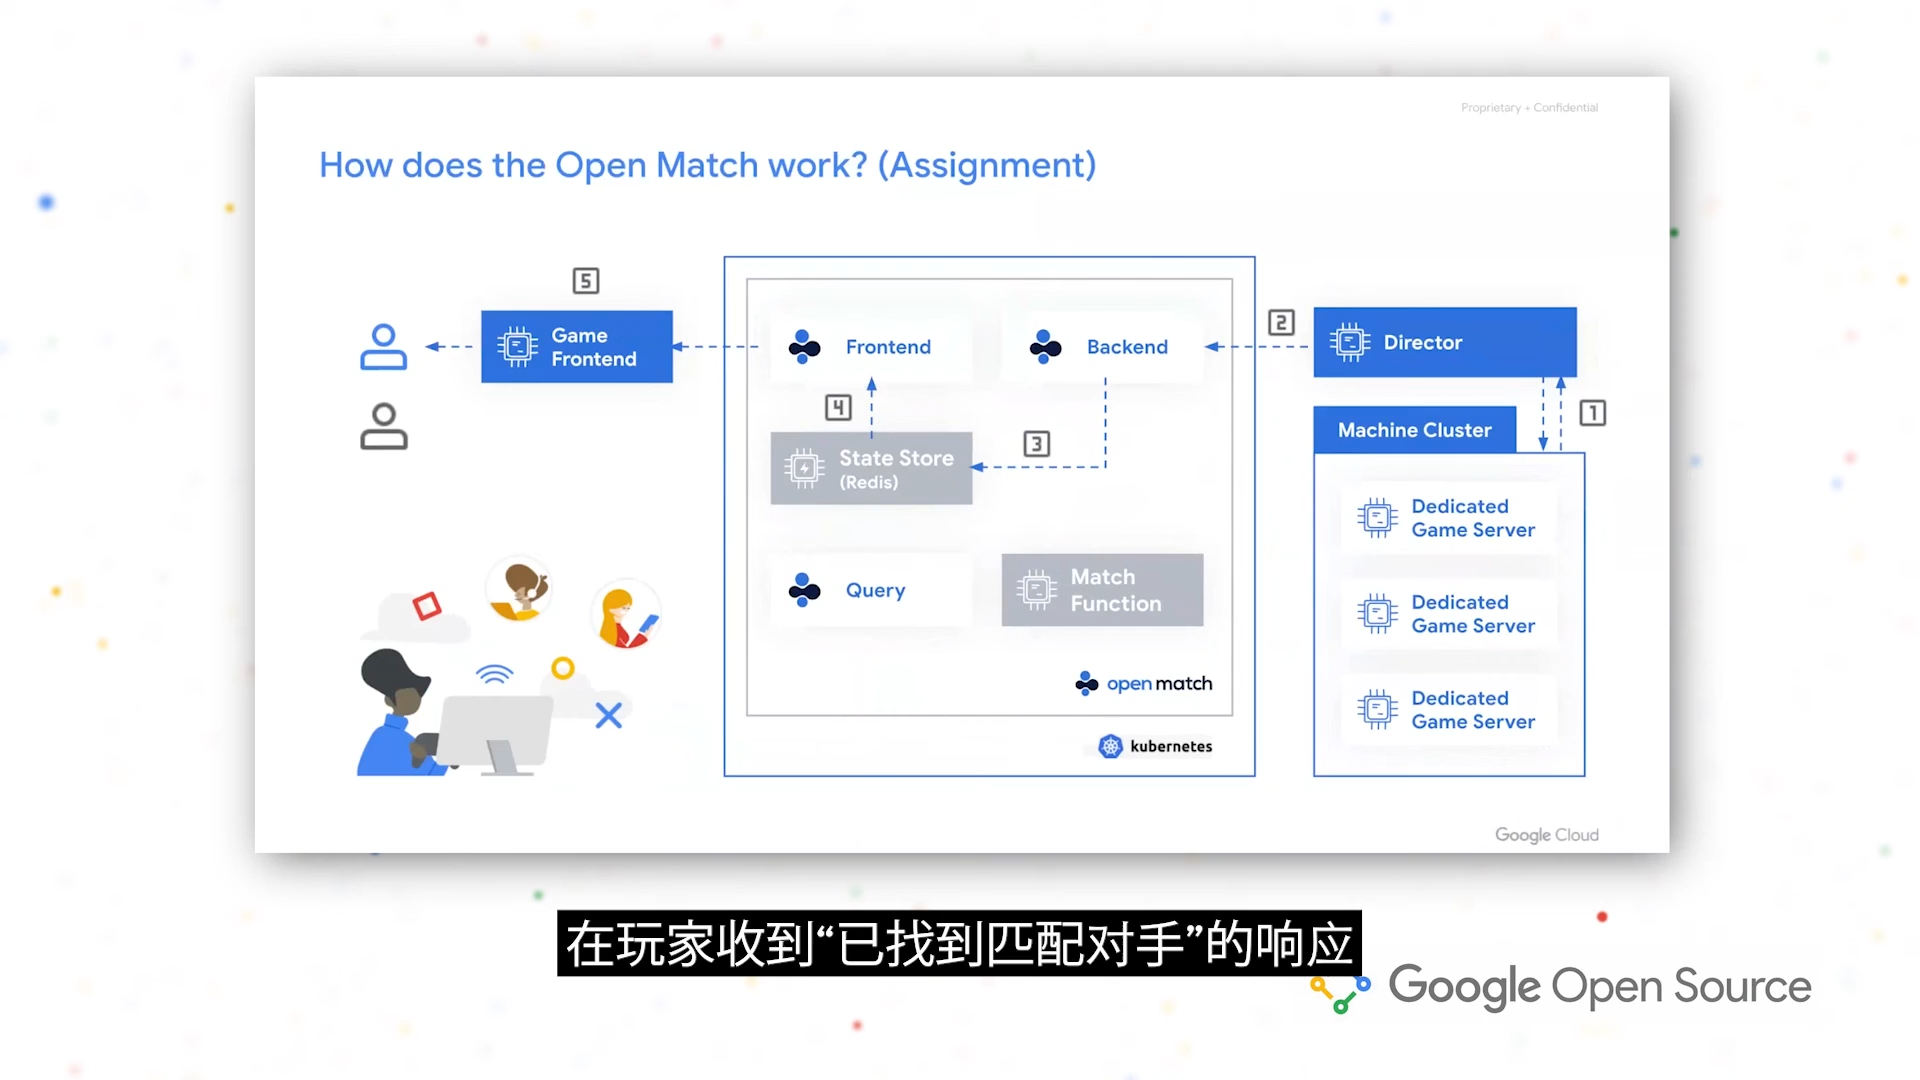 Proprietary + Confidential
How does the Open Match work? (Assignment)
5
Game
Frontend
Frontend
Backend
2
Director
4
1
Machine Cluster
3
State Store
(Redis)
Dedicated
Game Server
Query
Match
Function
Dedicated
Game Server
open match
Dedicated
Game Server
kubernetes
Google Cloud
在玩家收到“已找到匹配对手”的响应
Google Open Source